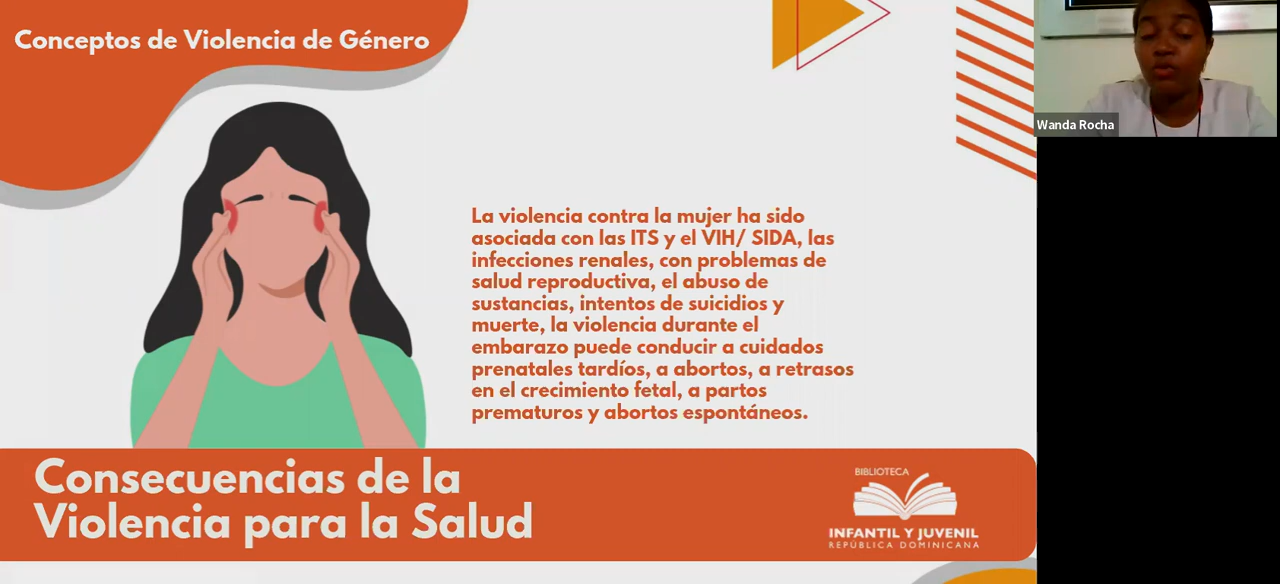 Conceptos de Violencia de Género
Wanda Rocha
La violencia contra la mujer ha sido
asociada con las ITS y el VIH/ SIDA, las
infecciones renales, con problemas de
salud reproductiva, el abuso de
sustancias, intentos de suicidios y
muerte, la violencia durante el
embarazo puede conducir a cuidados
prenatales tardíos, a abortos, a retrasos
en el crecimiento fetal, a partos
prematuros y abortos espontáneos.
Consecuencias de la
Violencia para la Salud
BIBLIOTECA
INFANTIL Y JUVENIL
REPÚBLICA DOMINICANA